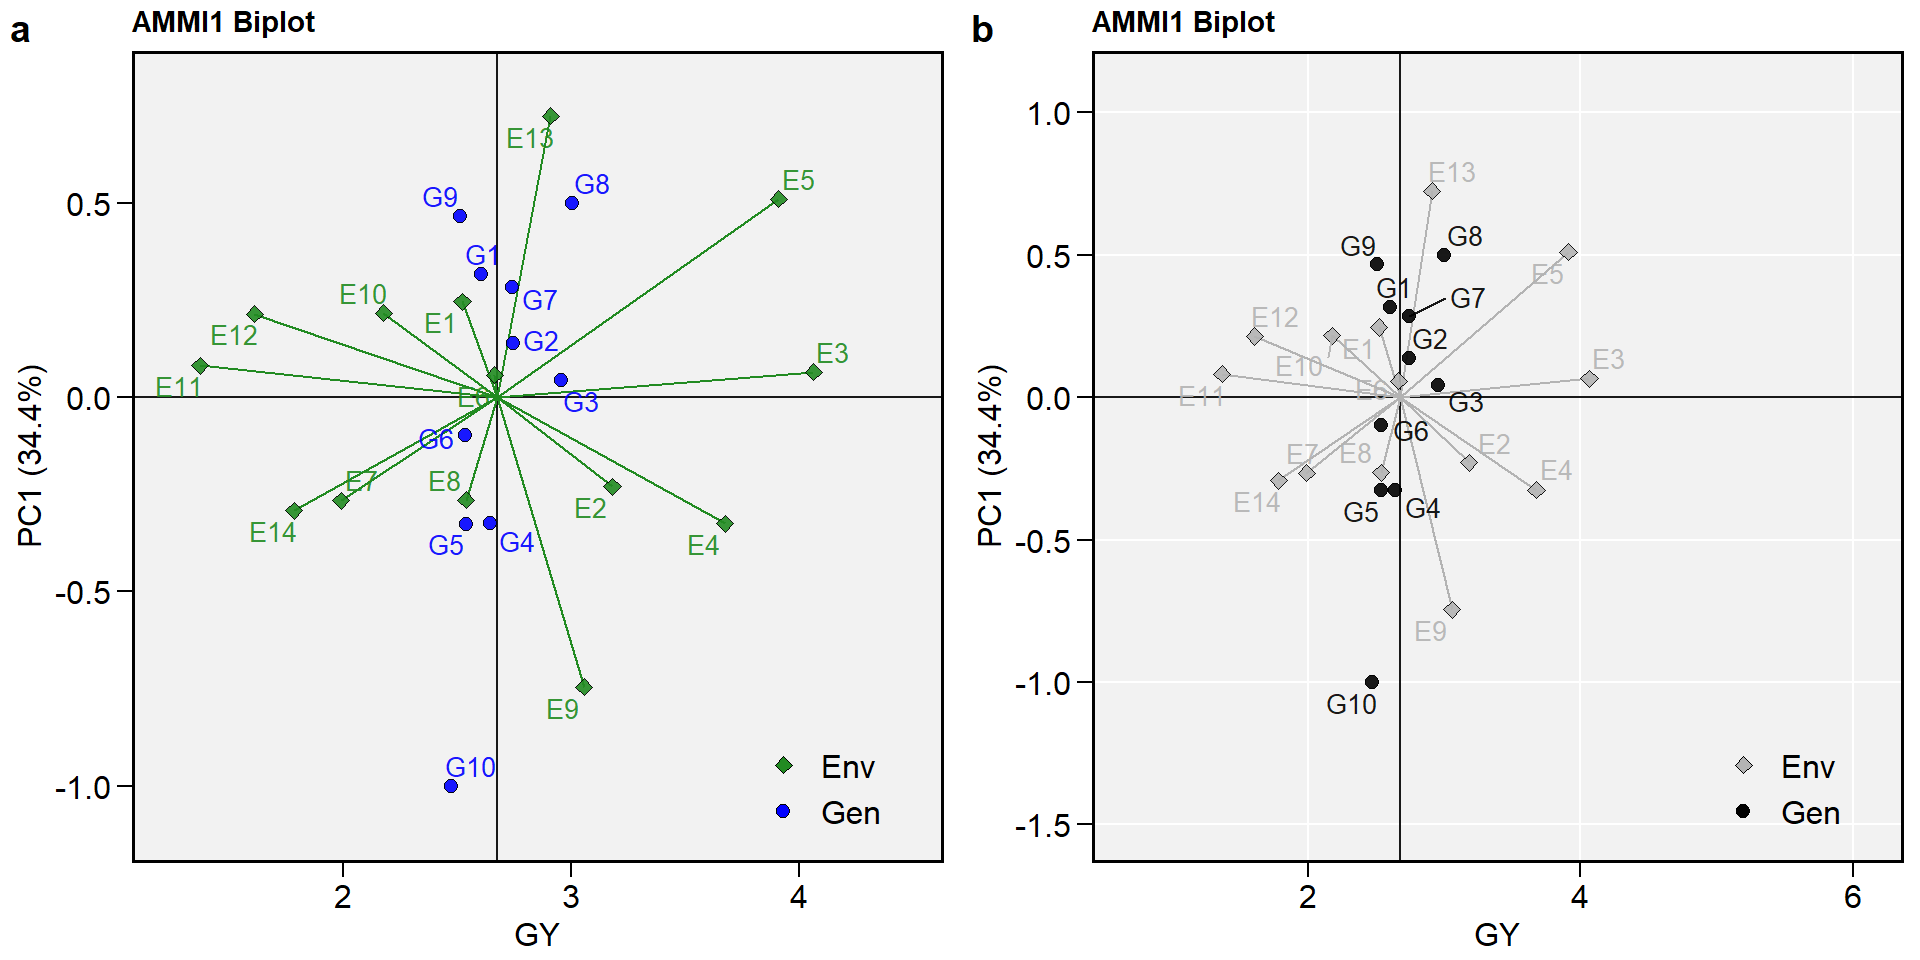 a
AMMI1 Biplot
E13
G8
E5
G9
G1
E10
G7
E1
E12
G2
E3
E11
E6
G3
G6
E7
E8
E2
E14
G5
G4
E4
E9
G10
Env
Gen
0.5
0.0
-0.5
-1.0
PC1 (34.4%)
2 3 4
GY
b
AMMI1 Biplot
E13
G8
G9
E5
G1
G7
E12
G2
E1
E10
E3
E6
E11
G3
G6
E2
E7
E8
E4
E14
G5
G4
E9
G10
Env
Gen
1.0
0.5
0.0
-0.5
-1.0
-1.5
PC1 (34.4%)
2 4 6
GY